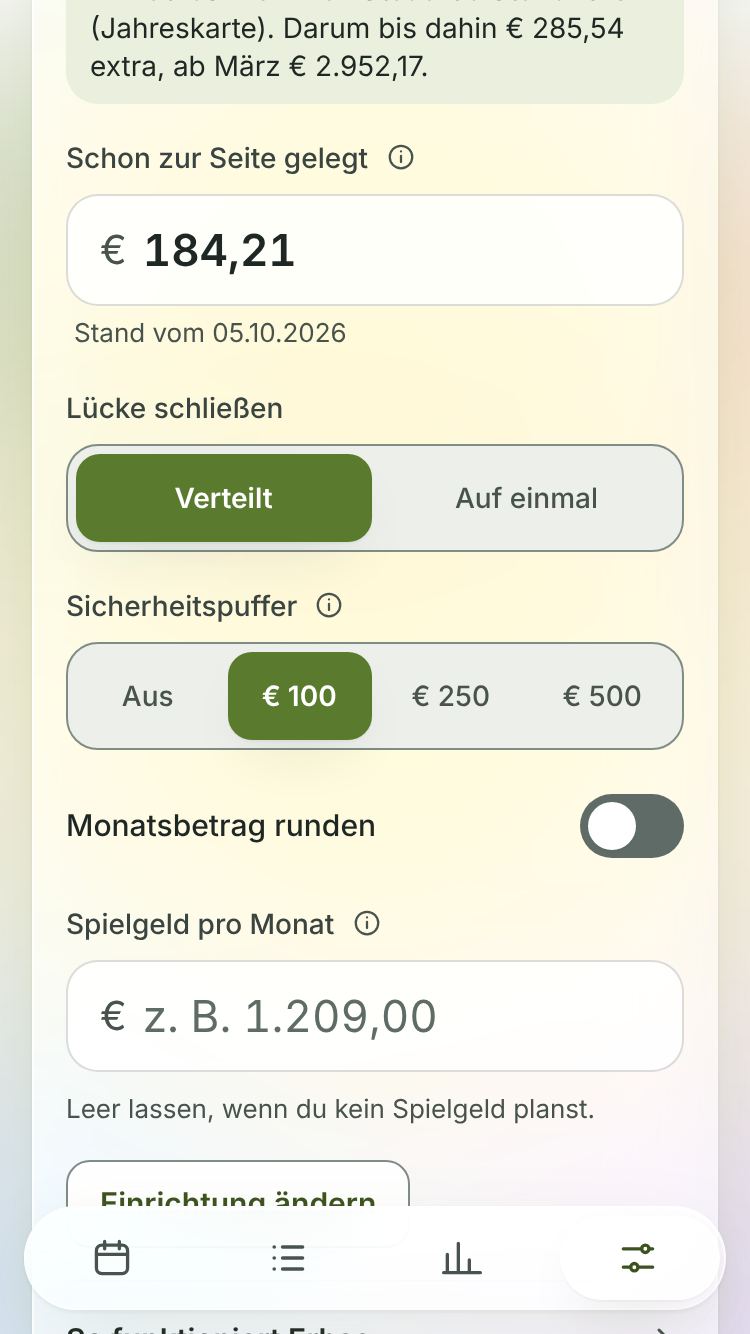 (Jahreskarte). Darum bis dahin € 285,54
extra, ab März € 2.952,17.
Schon zur Seite gelegt
€ 184,21
Stand vom 05.10.2026
Lücke schließen
Verteilt
Auf einmal
Sicherheitspuffer
Aus
€ 100
€ 250
€ 500
Monatsbetrag runden
Spielgeld pro Monat
€ z. B. 1.209,00
Leer lassen, wenn du kein Spielgeld planst.
Einrichtung ändern